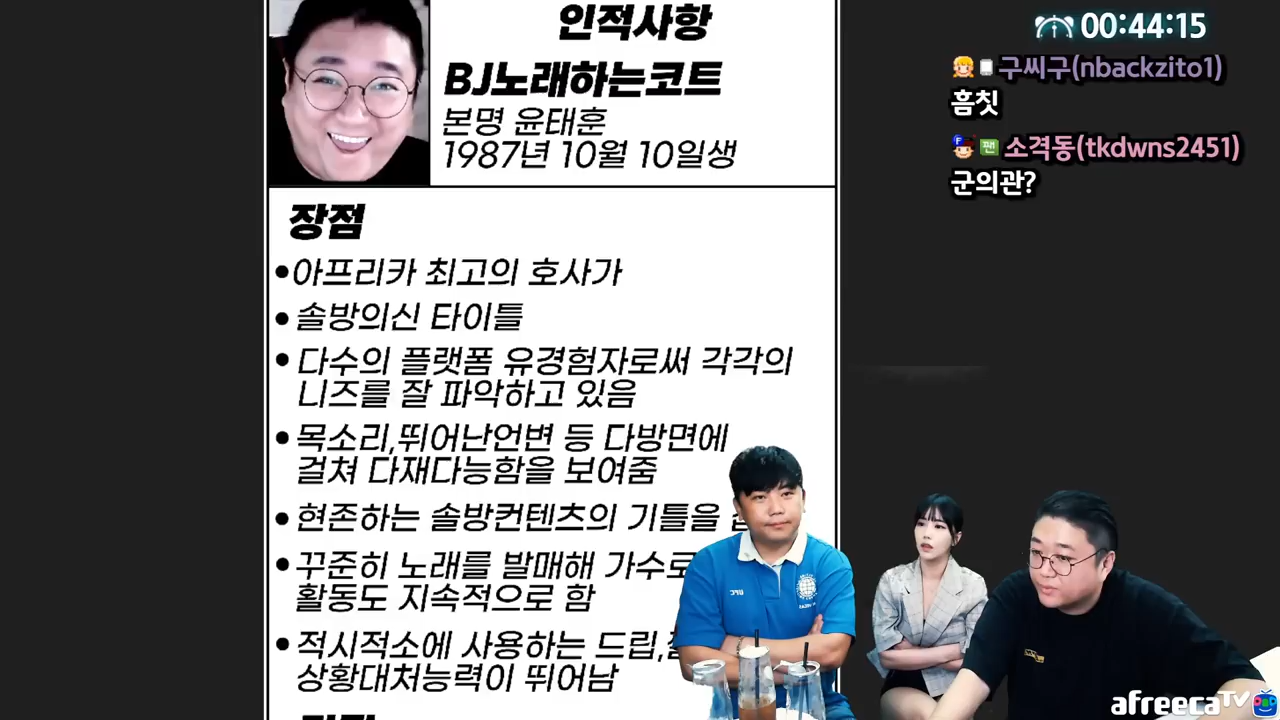 인적사항
BJ노래하는코트
본명 윤태훈
1987년 10월 10일생
장점
•아프리카 최고의 호사가
•솔방의신 타이틀
•다수의 플랫폼 유경험자로써 각각의
니즈를 잘 파악하고 있음
•목소리,뛰어난언변 등 다방면에
걸쳐 다재다능함을 보여줌
•현존하는 솔방컨텐츠의 기틀을
•꾸준히 노래를 발매해 가수로
활동도 지속적으로 함
•적시적소에 사용하는 드립,
상황대처능력이 뛰어남
00:44:15
구씨구(nbackzito1)
흠칫
팬 소격동(tkdwns2451)
군의관?
afreecaTV